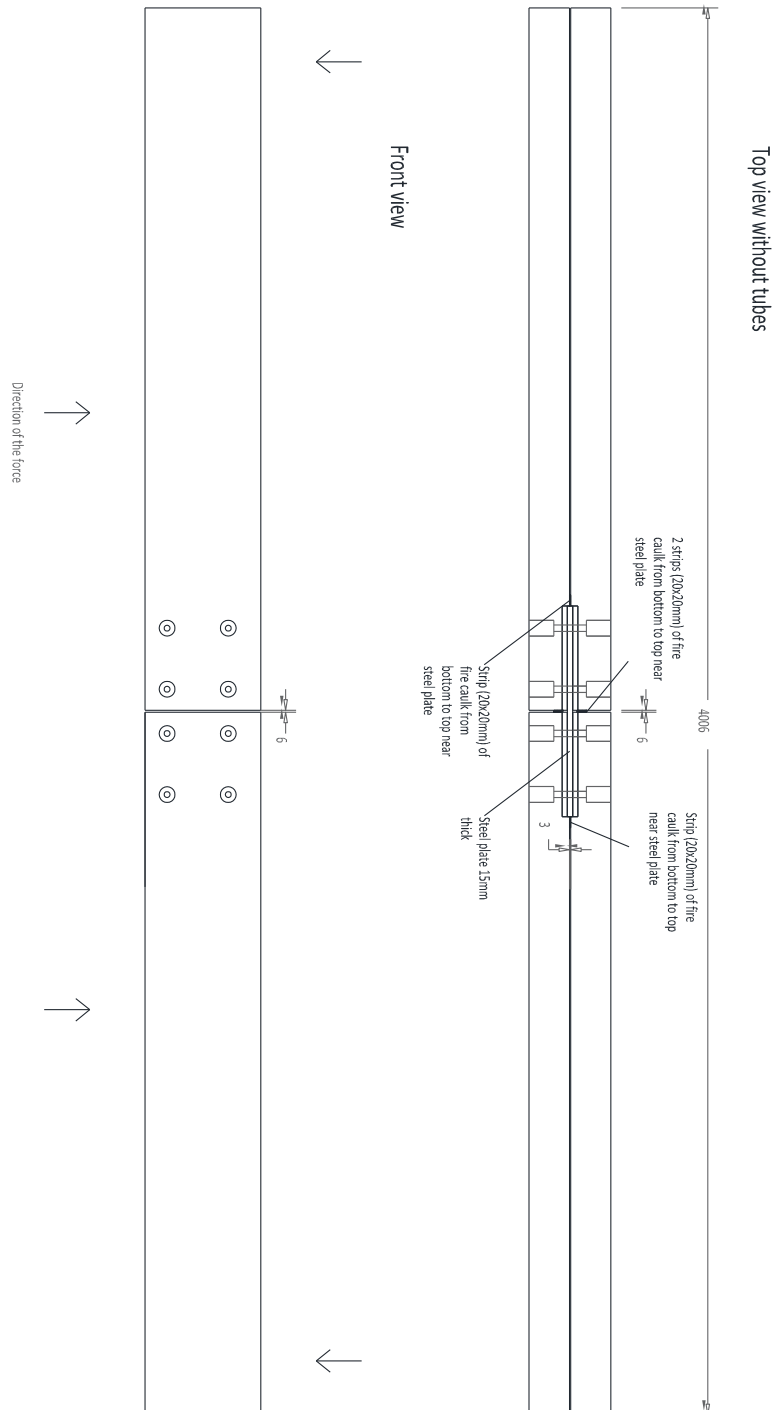 Top view without tubes
4006
2 strips (20x20mm) of fire
caulk from bottom to top near
steel plate
6
Strip (20x20mm) of fire
caulk from bottom to top
near steel plate
Strip (20x20mm) of
fire caulk from
bottom to top near
steel plate
Steel plate 15mm
thick
3
Front view
6
Direction of the force